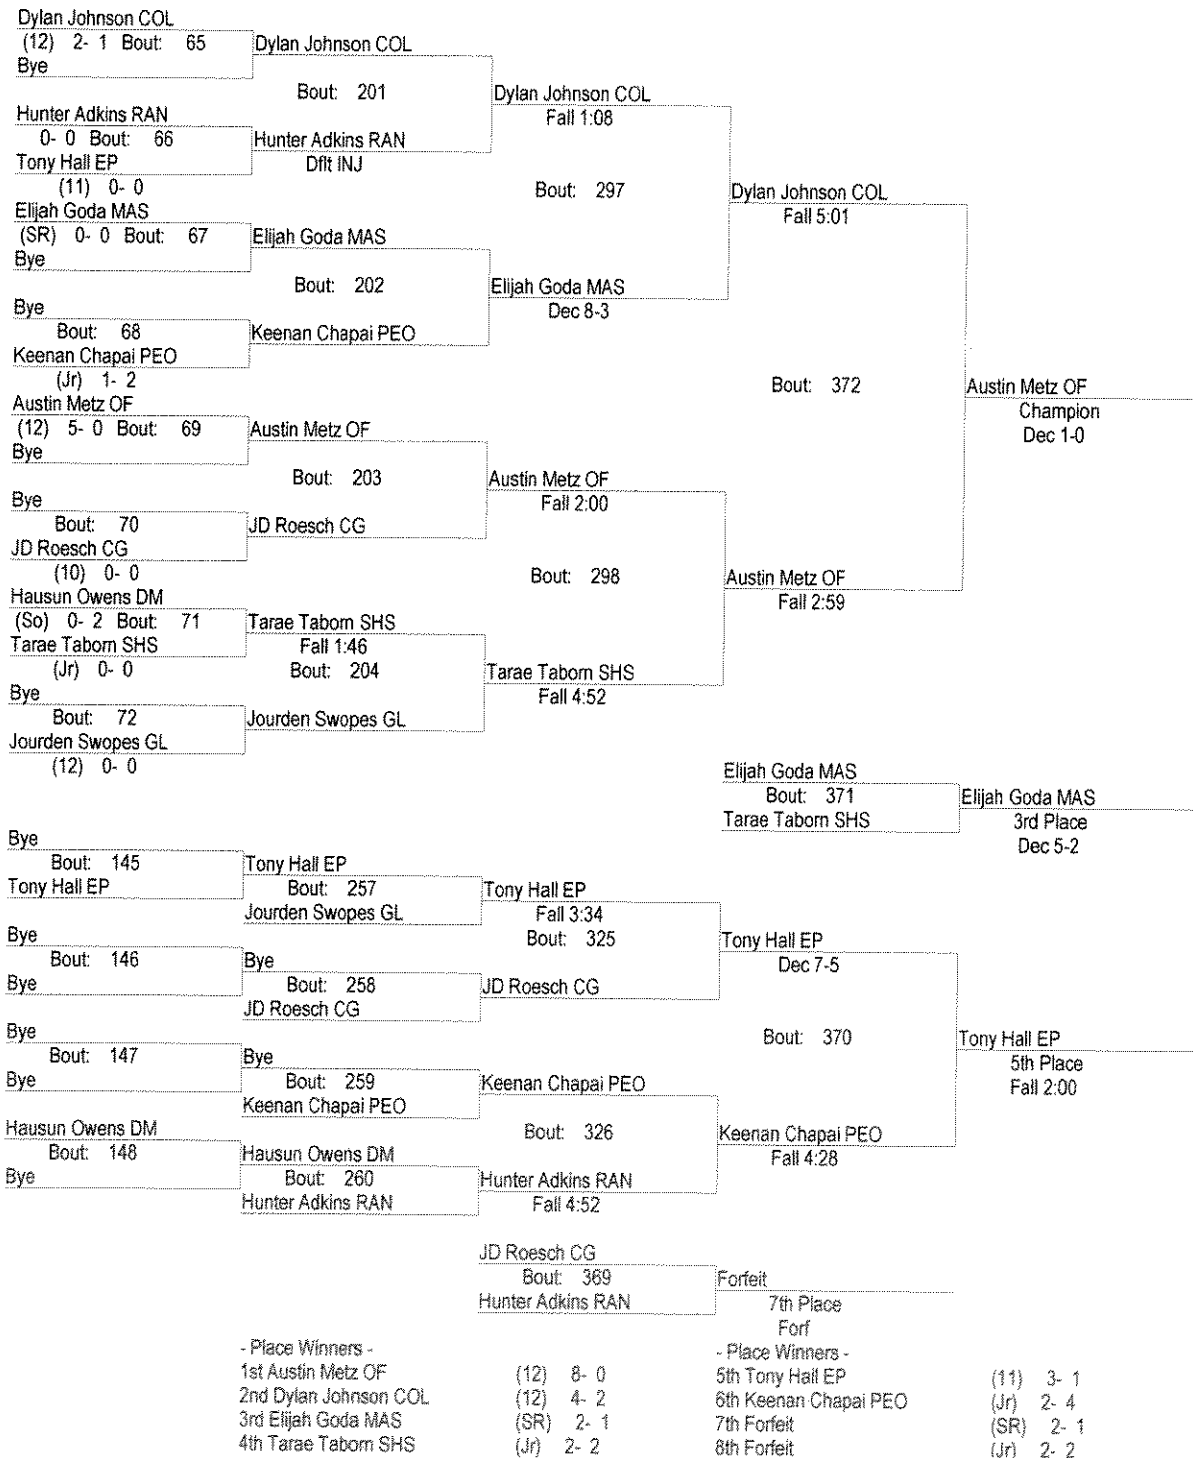 Dylan Johnson COL
(12) 2- 1 Bout: 65
Bye
Dylan Johnson COL
Bout: 201
Hunter Adkins RAN
0- 0 Bout: 66
Tony Hall EP
(11) 0- 0
Hunter Adkins RAN
Dflt INJ
Dylan Johnson COL
Fall 1:08
Elijah Goda MAS
(SR) 0- 0 Bout: 67
Bye
Elijah Goda MAS
Bout: 202
Bye
Bout: 68
Keenan Chapai PEO
(Jr) 1- 2
Keenan Chapai PEO
Elijah Goda MAS
Dec 8-3
Bout: 297
Dylan Johnson COL
Fall 5:01
Austin Metz OF
(12) 5- 0 Bout: 69
Bye
Austin Metz OF
Bout: 203
Bye
Bout: 70
JD Roesch CG
(10) 0- 0
JD Roesch CG
Austin Metz OF
Fall 2:00
Hausun Owens DM
(So) 0- 2 Bout: 71
Tarae Taborn SHS
(Jr) 0- 0
Tarae Taborn SHS
Fall 1:46
Bout: 204
Bye
Bout: 72
Jourden Swopes GL
(12) 0- 0
Jourden Swopes GL
Tarae Taborn SHS
Fall 4:52
Bout: 298
Austin Metz OF
Fall 2:59
Bout: 372
Austin Metz OF
Champion
Dec 1-0
Elijah Goda MAS
Bout: 371
Tarae Taborn SHS
Elijah Goda MAS
3rd Place
Dec 5-2
Bye
Bout: 145
Tony Hall EP
Tony Hall EP
Bout: 257
Jourden Swopes GL
Tony Hall EP
Fall 3:34
Bout: 325
Bye
Bout: 146
Bye
Bye
Bout: 258
JD Roesch CG
JD Roesch CG
Tony Hall EP
Dec 7-5
Bye
Bout: 147
Bye
Bye
Bout: 259
Keenan Chapai PEO
Keenan Chapai PEO
Bout: 326
Hausun Owens DM
Bout: 148
Bye
Hausun Owens DM
Bout: 260
Hunter Adkins RAN
Hunter Adkins RAN
Fall 4:52
Keenan Chapai PEO
Fall 4:28
Bout: 370
Tony Hall EP
5th Place
Fall 2:00
JD Roesch CG
Bout: 369
Hunter Adkins RAN
Forfeit
7th Place
Forf
- Place Winners -
1st Austin Metz OF (12) 8- 0
2nd Dylan Johnson COL (12) 4- 2
3rd Elijah Goda MAS (SR) 2- 1
4th Tarae Taborn SHS (Jr) 2- 2
- Place Winners -
5th Tony Hall EP (11) 3- 1
6th Keenan Chapai PEO (Jr) 2- 4
7th Forfeit (SR) 2- 1
8th Forfeit (Jr) 2- 2